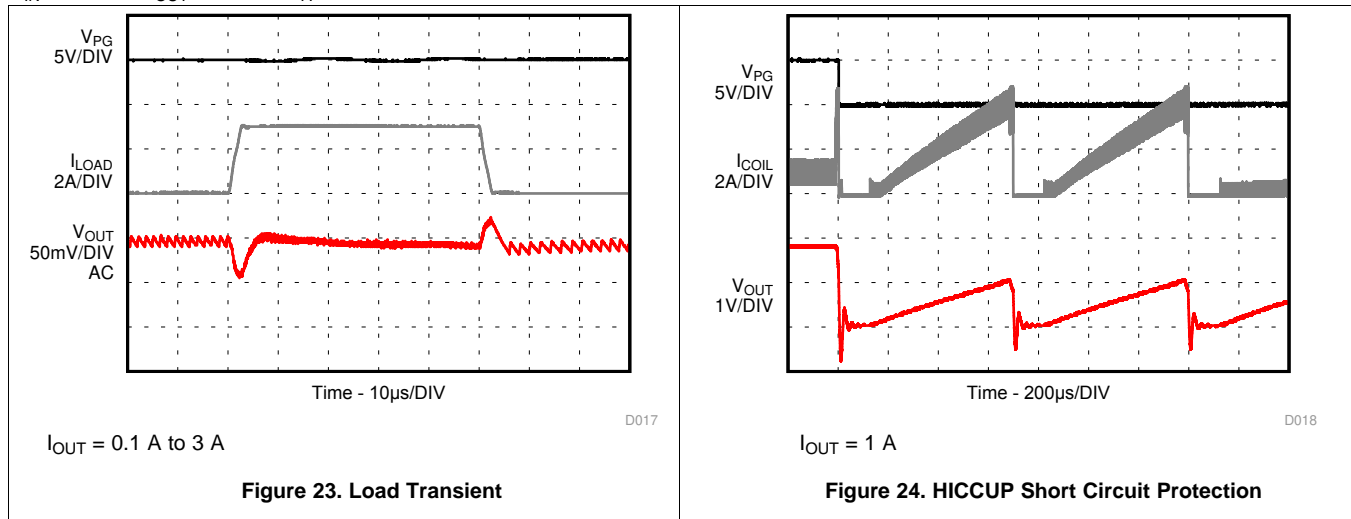 VPG
5V/DIV
ILOAD
2A/DIV
VOUT
50mV/DIV
AC
Time - 10µs/DIV
D017
IOUT = 0.1 A to 3 A
Figure 23. Load Transient
VPG
5V/DIV
ICOIL
2A/DIV
VOUT
1V/DIV
Time - 200µs/DIV
D018
IOUT = 1 A
Figure 24. HICCUP Short Circuit Protection